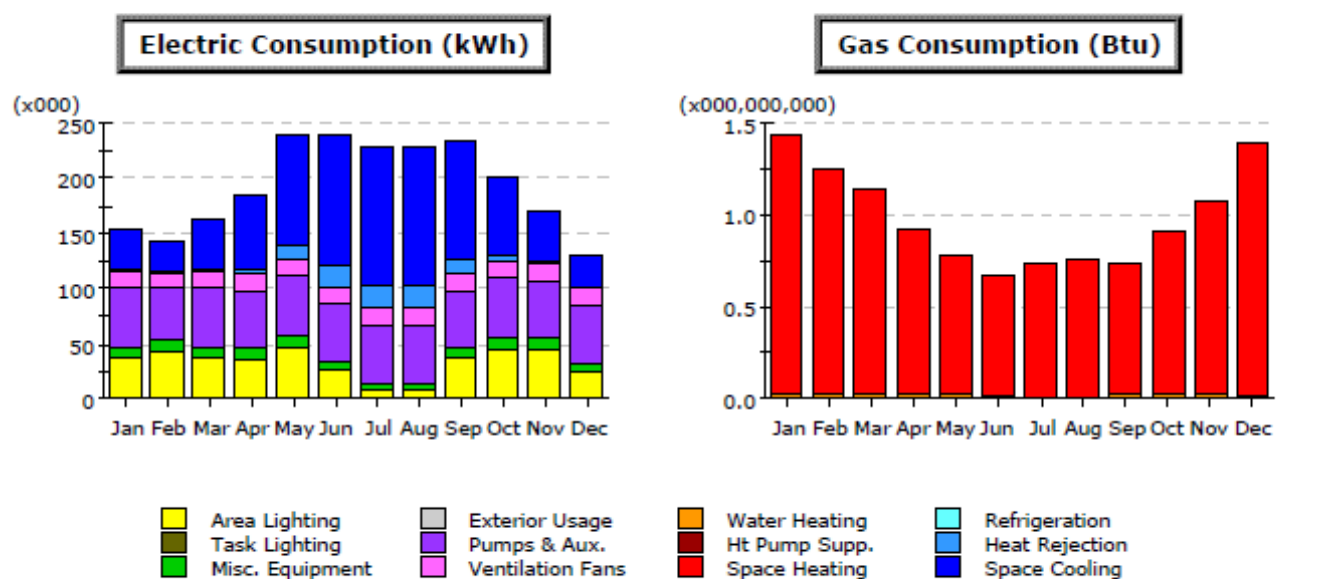 Electric Consumption (kWh)
(x000)
250
200
150
100
50
0
Jan Feb Mar Apr May Jun Jul Aug Sep Oct Nov Dec
Gas Consumption (Btu)
(x000,000,000)
1.5
1.0
0.5
0.0
Jan Feb Mar Apr May Jun Jul Aug Sep Oct Nov Dec
Area Lighting
Task Lighting
Misc. Equipment
Exterior Usage
Pumps & Aux.
Ventilation Fans
Water Heating
Ht Pump Supp.
Space Heating
Refrigeration
Heat Rejection
Space Cooling